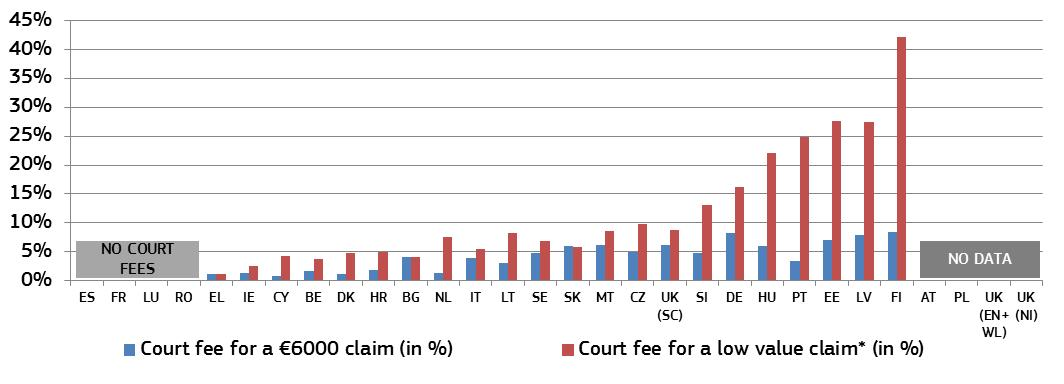 45%
40%
35%
30%
25%
20%
15%
10%
5%
0%
NO COURT
FEES
NO DATA
ES FR LU RO EL IE CY BE DK HR BG NL IT LT SE SK MT CZ UK SI DE HU PT EE LV FI AT PL UK UK
(SC) (EN+ (NI)
WL)
Court fee for a €6000 claim (in %) Court fee for a low value claim* (in %)